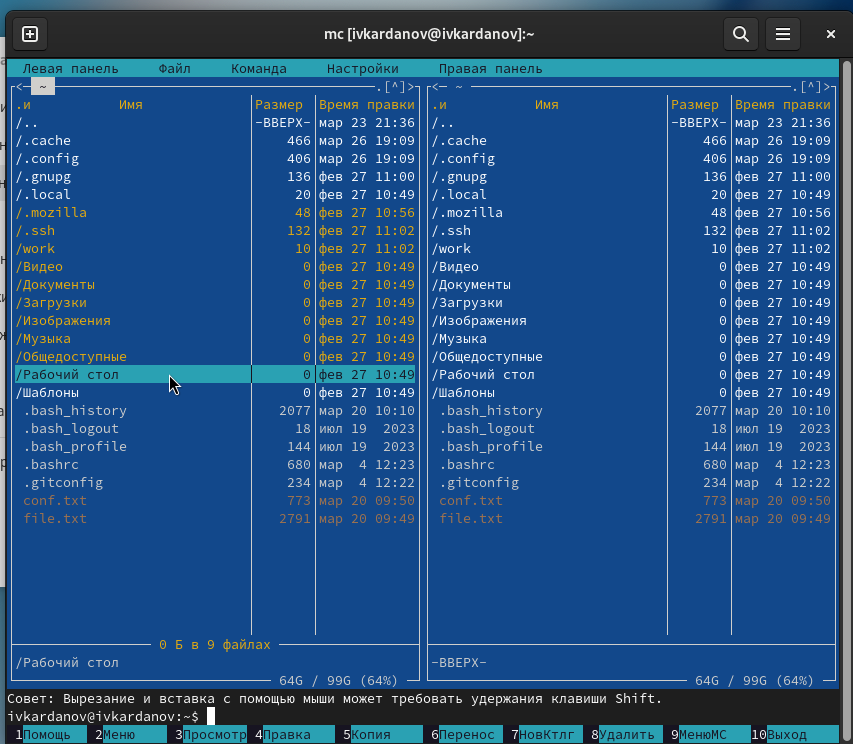 mc [ivkardanov@ivkardanov]:~
Левая панель Файл Команда Настройки Правая панель
<─ ~ .[^]> <─ ~ .[^]>
.и Имя Размер Время правки .и Имя Размер Время правки
/.. -ВВЕРХ- мар 23 21:36 /.. -ВВЕРХ- мар 23 21:36
/.cache 466 мар 26 19:09 /.cache 466 мар 26 19:09
/.config 406 мар 26 19:09 /.config 406 мар 26 19:09
/.gnupg 136 фев 27 11:00 /.gnupg 136 фев 27 11:00
/.local 20 фев 27 10:49 /.local 20 фев 27 10:49
/.mozilla 48 фев 27 10:56 /.mozilla 48 фев 27 10:56
/.ssh 132 фев 27 11:02 /.ssh 132 фев 27 11:02
/work 10 фев 27 11:02 /work 10 фев 27 11:02
/Видео 0 фев 27 10:49 /Видео 0 фев 27 10:49
/Документы 0 фев 27 10:49 /Документы 0 фев 27 10:49
/Загрузки 0 фев 27 10:49 /Загрузки 0 фев 27 10:49
/Изображения 0 фев 27 10:49 /Изображения 0 фев 27 10:49
/Музыка 0 фев 27 10:49 /Музыка 0 фев 27 10:49
/Общедоступные 0 фев 27 10:49 /Общедоступные 0 фев 27 10:49
/Рабочий стол 0 фев 27 10:49 /Рабочий стол 0 фев 27 10:49
/Шаблоны 0 фев 27 10:49 /Шаблоны 0 фев 27 10:49
.bash_history 2077 мар 20 10:10 .bash_history 2077 мар 20 10:10
.bash_logout 18 июл 19 2023 .bash_logout 18 июл 19 2023
.bash_profile 144 июл 19 2023 .bash_profile 144 июл 19 2023
.bashrc 680 мар 4 12:23 .bashrc 680 мар 4 12:23
.gitconfig 234 мар 4 12:22 .gitconfig 234 мар 4 12:22
conf.txt 773 мар 20 09:50 conf.txt 773 мар 20 09:50
file.txt 2791 мар 20 09:49 file.txt 2791 мар 20 09:49
0 Б в 9 файлах
/Рабочий стол -ВВЕРХ-
64G / 99G (64%) 64G / 99G (64%)
Совет: Вырезание и вставка с помощью мыши может требовать удержания клавиши Shift.
ivkardanov@ivkardanov:~$
1Помощь 2Меню 3Просмотр 4Правка 5Копия 6Перенос 7НовКтлг 8Удалить 9МенюМС 10Выход